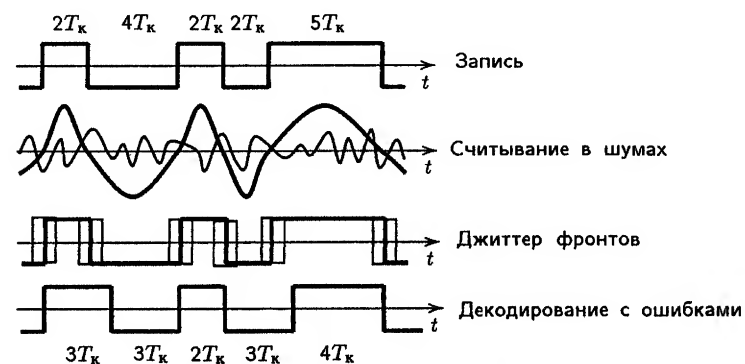 2Tк 4Tк 2Tк 2Tк 5Tк
Запись
t
Считывание в шумах
t
Джиттер фронтов
t
Декодирование с ошибками
t
3Tк 3Tк 2Tк 3Tк 4Tк